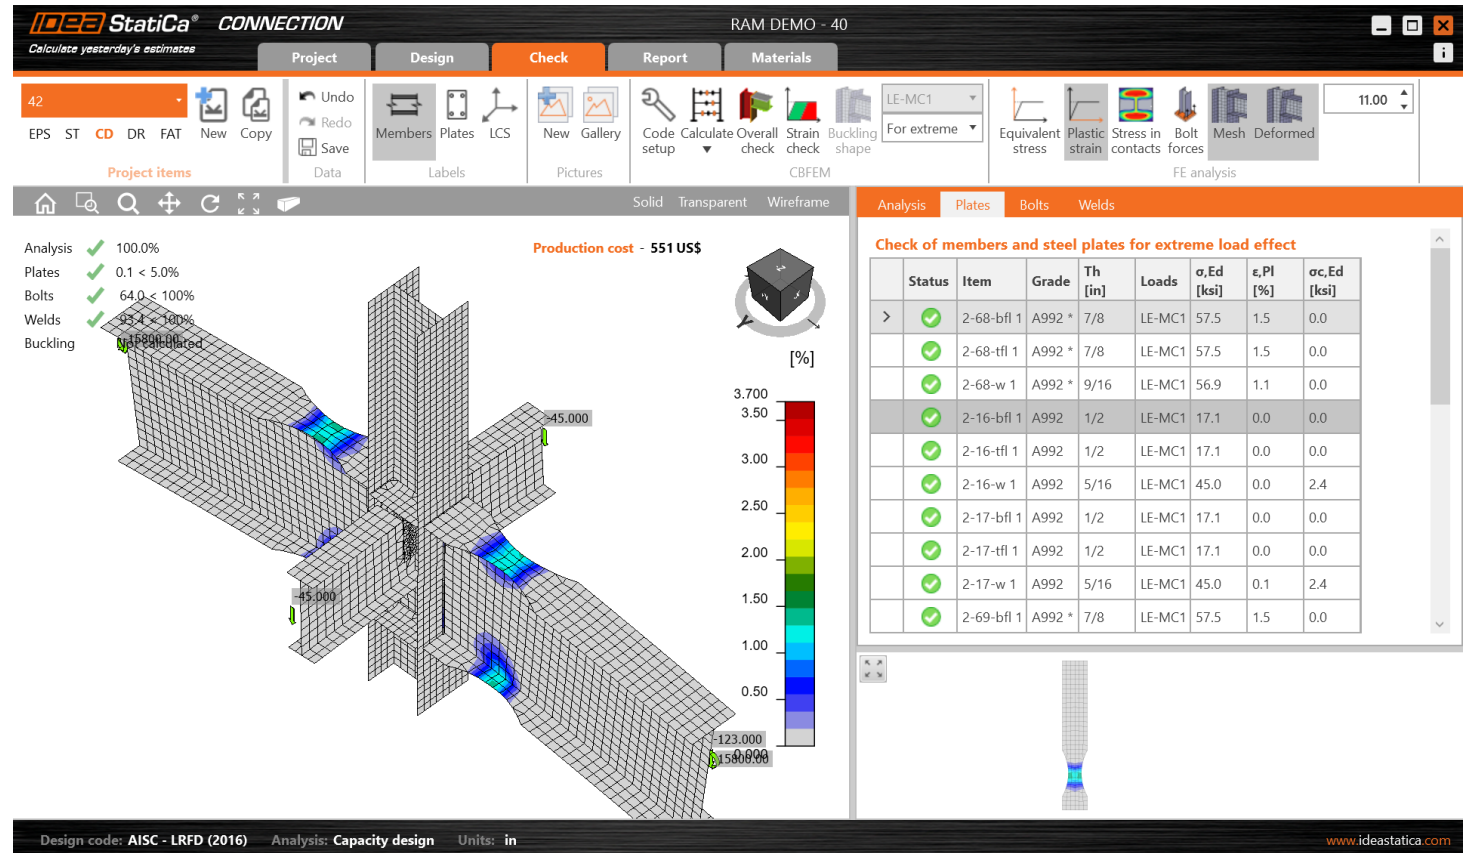 IDEA StatiCa® CONNECTION
Calculate yesterday's estimates
RAM DEMO - 40
Project Design Check Report Materials
42
EPS ST CD DR FAT
New Copy
Project items
Undo
Redo
Save
Data
Members Plates LCS
Labels
New Gallery
Pictures
Code setup
Calculate
Overall check
Strain check
Buckling shape
LE-MC1
For extreme
CBFEM
Equivalent stress
Plastic strain
Stress in contacts
Bolt forces
Mesh
Deformed
11.00
FE analysis
Solid Transparent Wireframe
Analysis 100.0%
Plates 0.1 < 5.0%
Bolts 64.0 < 100%
Welds 93.4 < 100%
Buckling Not calculated
Production cost - 551 US$
-15800.00
-45.000
-45.000
-123.000
15800.00
[%]
3.700
3.50
3.00
2.50
2.00
1.50
1.00
0.50
0.000
Analysis Plates Bolts Welds
Check of members and steel plates for extreme load effect
Status Item Grade Th [in] Loads σ,Ed [ksi] ε,Pl [%] σc,Ed [ksi]
2-68-bfl 1 A992 * 7/8 LE-MC1 57.5 1.5 0.0
2-68-tfl 1 A992 * 7/8 LE-MC1 57.5 1.5 0.0
2-68-w 1 A992 * 9/16 LE-MC1 56.9 1.1 0.0
2-16-bfl 1 A992 1/2 LE-MC1 17.1 0.0 0.0
2-16-tfl 1 A992 1/2 LE-MC1 17.1 0.0 0.0
2-16-w 1 A992 5/16 LE-MC1 45.0 0.0 2.4
2-17-bfl 1 A992 1/2 LE-MC1 17.1 0.0 0.0
2-17-tfl 1 A992 1/2 LE-MC1 17.1 0.0 0.0
2-17-w 1 A992 5/16 LE-MC1 45.0 0.1 2.4
2-69-bfl 1 A992 * 7/8 LE-MC1 57.5 1.5 0.0
Design code: AISC - LRFD (2016) Analysis: Capacity design Units: in
www.ideastatica.com